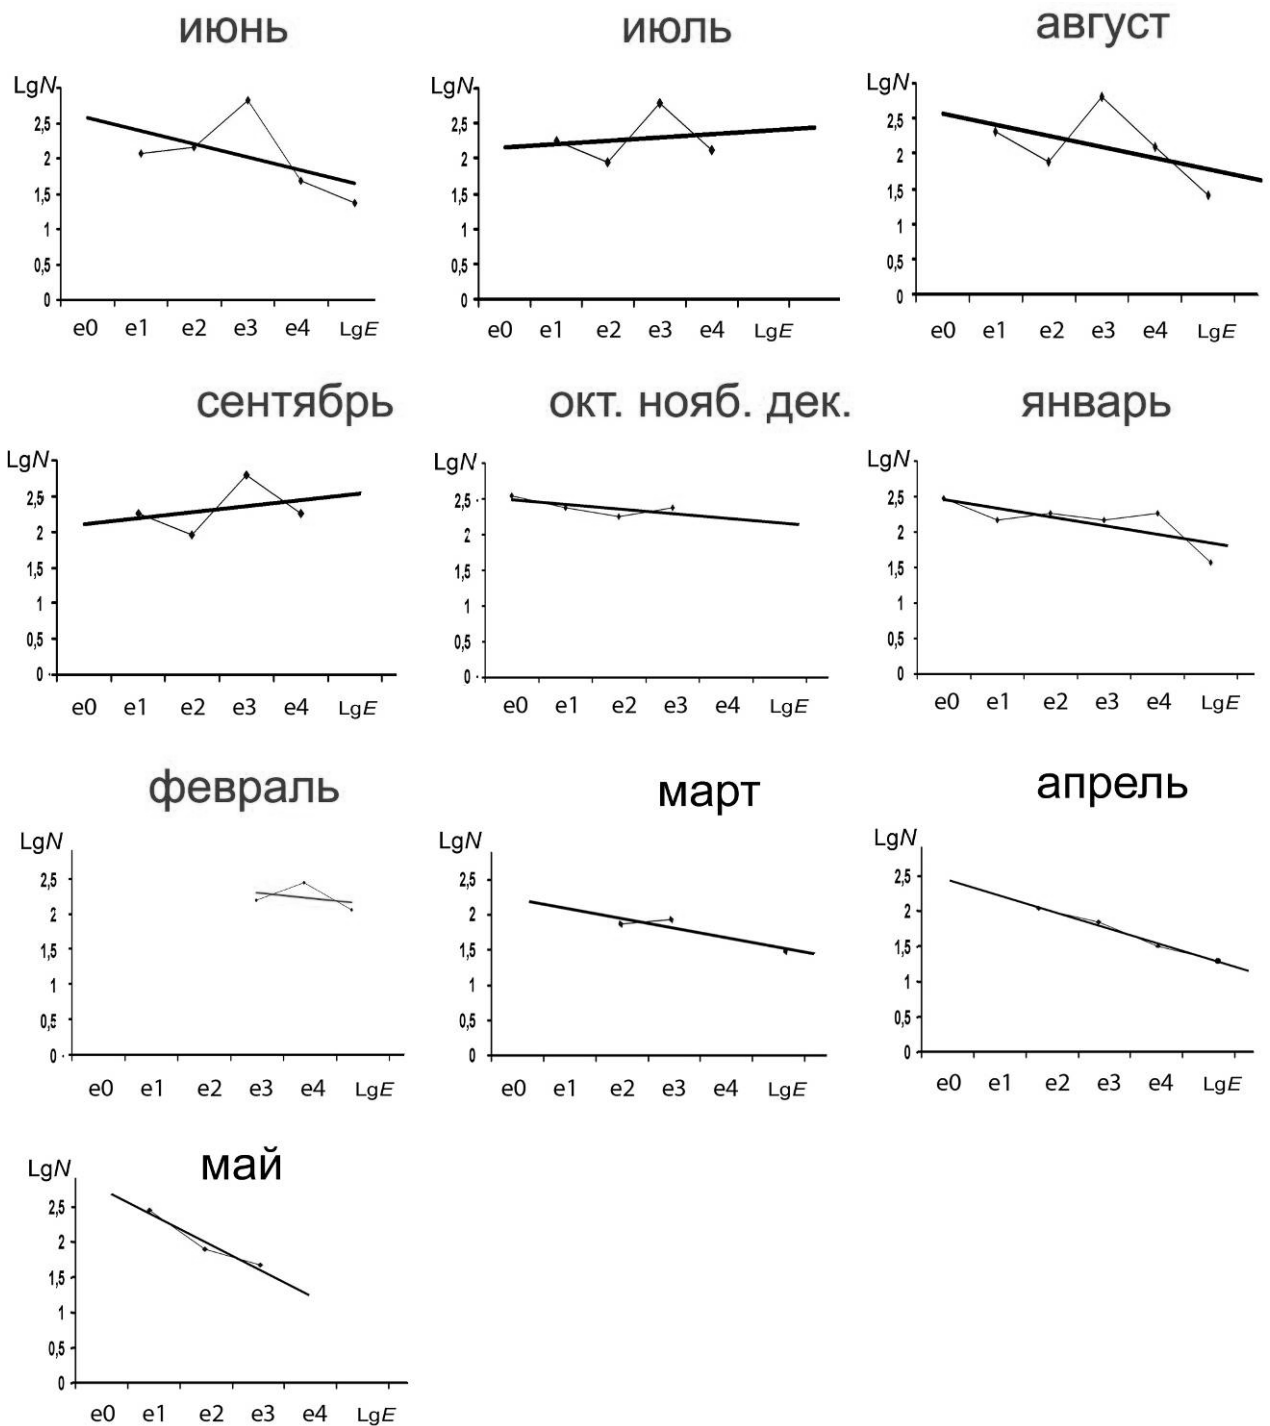 июнь июль август
LgN LgN LgN
2,5 2,5 2,5
2 2 2
1,5 1,5 1,5
1 1 1
0,5 0,5 0,5
0 0 0
e0 e1 e2 e3 e4 LgE e0 e1 e2 e3 e4 LgE e0 e1 e2 e3 e4 LgE
сентябрь окт. нояб. дек. январь
LgN LgN LgN
2,5 2,5 2,5
2 2 2
1,5 1,5 1,5
1 1 1
0,5 0,5 0,5
0 0 0
e0 e1 e2 e3 e4 LgE e0 e1 e2 e3 e4 LgE e0 e1 e2 e3 e4 LgE
февраль март апрель
LgN LgN LgN
2,5 2,5 2,5
2 2 2
1,5 1,5 1,5
1 1 1
0,5 0,5 0,5
0 0 0
e0 e1 e2 e3 e4 LgE e0 e1 e2 e3 e4 LgE e0 e1 e2 e3 e4 LgE
май
LgN
2,5
2
1,5
1
0,5
0
e0 e1 e2 e3 e4 LgE